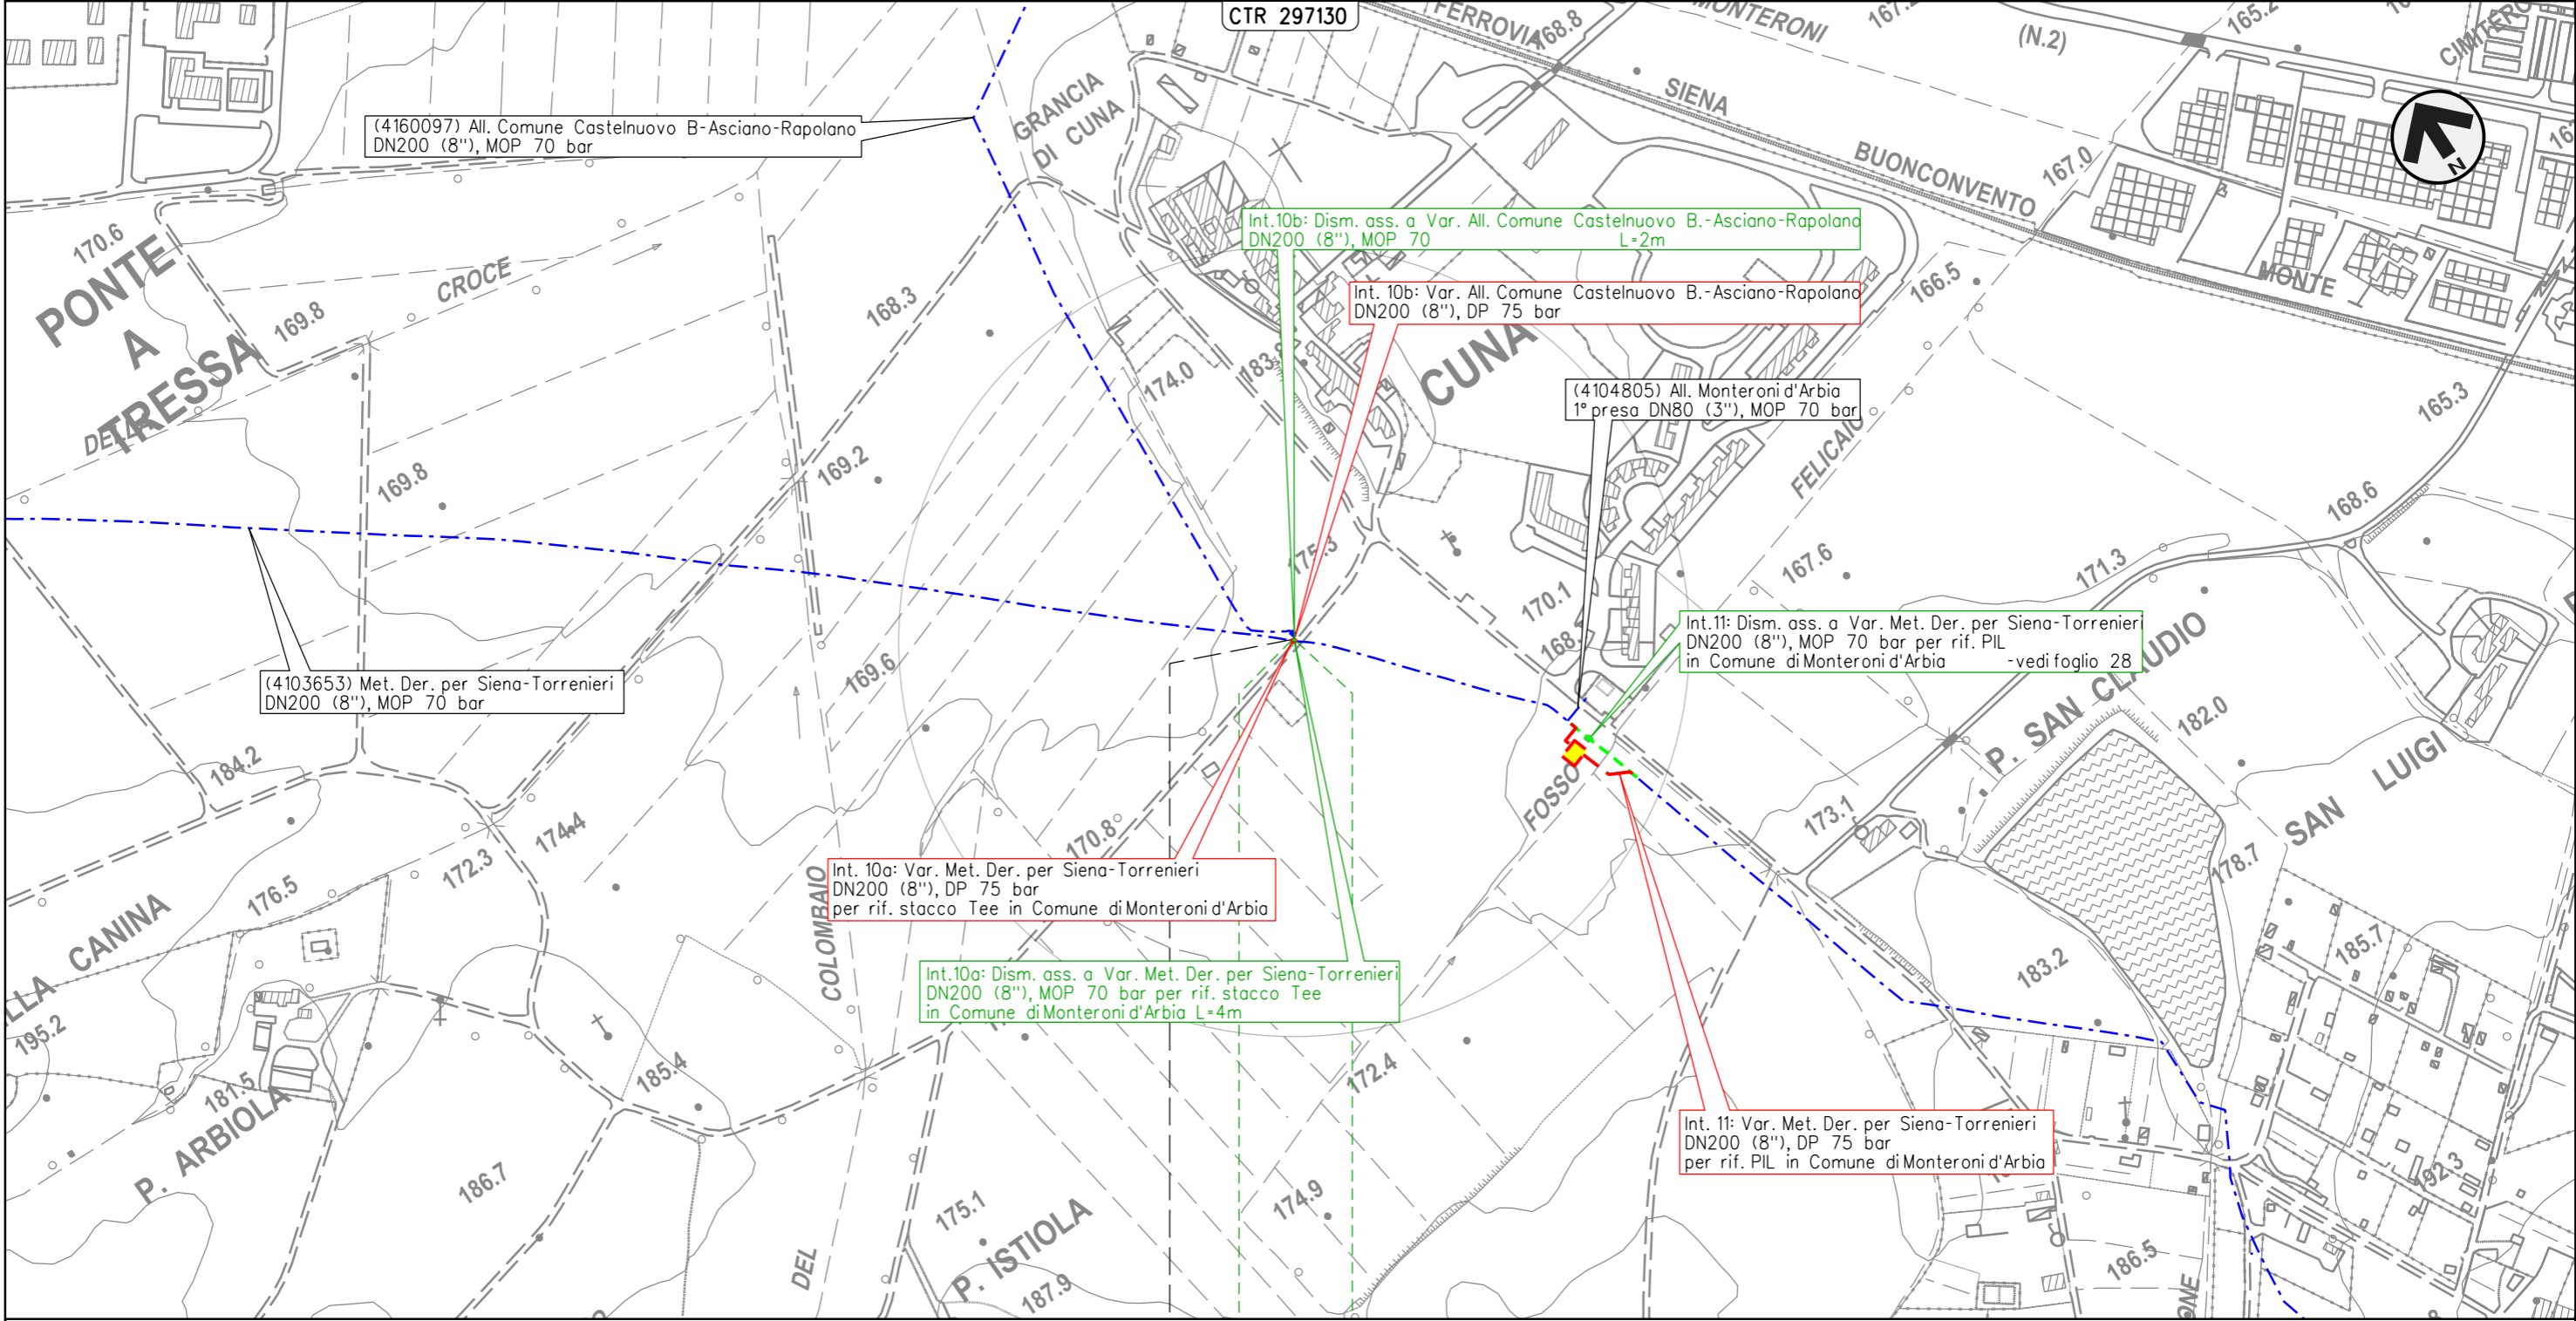 CTR 297130
FERROVIA
168.8
MONTERONI
(N.2)
165.2
CIMITERO
SIENA
BUONCONVENTO
167.0
MONTE
N
GRANCIA
DI CUNA
(4160097) All. Comune Castelnuovo B-Asciano-Rapolano
DN200 (8"), MOP 70 bar
170.6
PONTE
A
TRESSA
CROCE
169.8
168.3
Int.10b: Dism. ass. a Var. All. Comune Castelnuovo B.-Asciano-Rapolano
DN200 (8"), MOP 70 L=2m
Int. 10b: Var. All. Comune Castelnuovo B.-Asciano-Rapolano
DN200 (8"), DP 75 bar
166.5
CUNA
174.0
(4104805) All. Monteroni d'Arbia
1° presa DN80 (3"), MOP 70 bar
165.3
169.8
169.2
FELICAIO
168.6
175.3
167.6
171.3
170.1
Int.11: Dism. ass. a Var. Met. Der. per Siena-Torrenieri
DN200 (8"), MOP 70 bar per rif. PIL
in Comune di Monteroni d'Arbia -vedi foglio 28
(4103653) Met. Der. per Siena-Torrenieri
DN200 (8"), MOP 70 bar
169.6
P. SAN CLAUDIO
182.0
SAN LUIGI
184.2
FOSSO
173.1
178.7
174.4
172.3
170.8
176.5
COLOMBAIO
Int. 10a: Var. Met. Der. per Siena-Torrenieri
DN200 (8"), DP 75 bar
per rif. stacco Tee in Comune di Monteroni d'Arbia
LLA CANINA
195.2
183.2
185.7
Int.10a: Dism. ass. a Var. Met. Der. per Siena-Torrenieri
DN200 (8"), MOP 70 bar per rif. stacco Tee
in Comune di Monteroni d'Arbia L=4m
181.5
P. ARBIOLA
185.4
172.4
Int. 11: Var. Met. Der. per Siena-Torrenieri
DN200 (8"), DP 75 bar
per rif. PIL in Comune di Monteroni d'Arbia
186.7
175.1
174.9
192.3
DEL
P. ISTIOLA
187.9
186.5
ONE